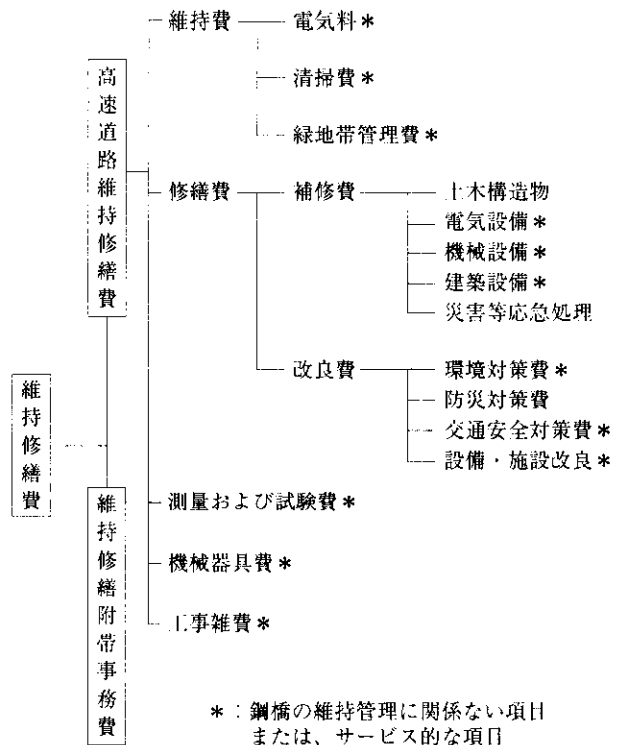 維持費 電気料*
清掃費*
緑地帯管理費*
高速道路維持修繕費
修繕費 補修費 土木構造物
電気設備*
機械設備*
建築設備*
災害等応急処理
改良費 環境対策費*
防災対策費
交通安全対策費*
設備・施設改良*
維持修繕費
測量および試験費*
維持修繕附帯事務費
機械器具費*
工事雑費*
*:鋼橋の維持管理に関係ない項目
または、サービス的な項目